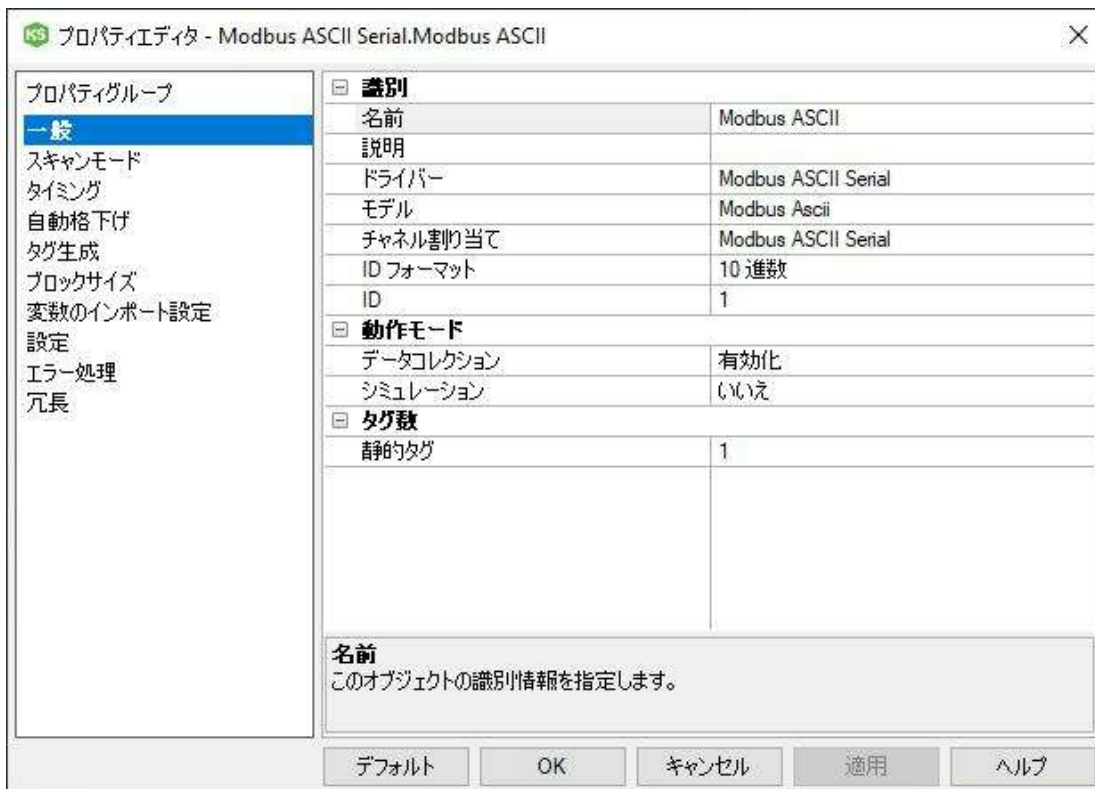 KS プロパティエディタ - Modbus ASCII Serial.Modbus ASCII
プロパティグループ
一般
スキャンモード
タイミング
自動格下げ
タグ生成
ブロックサイズ
変数のインポート設定
設定
エラー処理
冗長
識別
名前 Modbus ASCII
説明
ドライバー Modbus ASCII Serial
モデル Modbus Ascii
チャネル割り当て Modbus ASCII Serial
ID フォーマット 10 進数
ID 1
動作モード
データコレクション 有効化
シミュレーション いいえ
タグ数
静的タグ 1
名前
このオブジェクトの識別情報を指定します。
デフォルト OK キャンセル 適用 ヘルプ